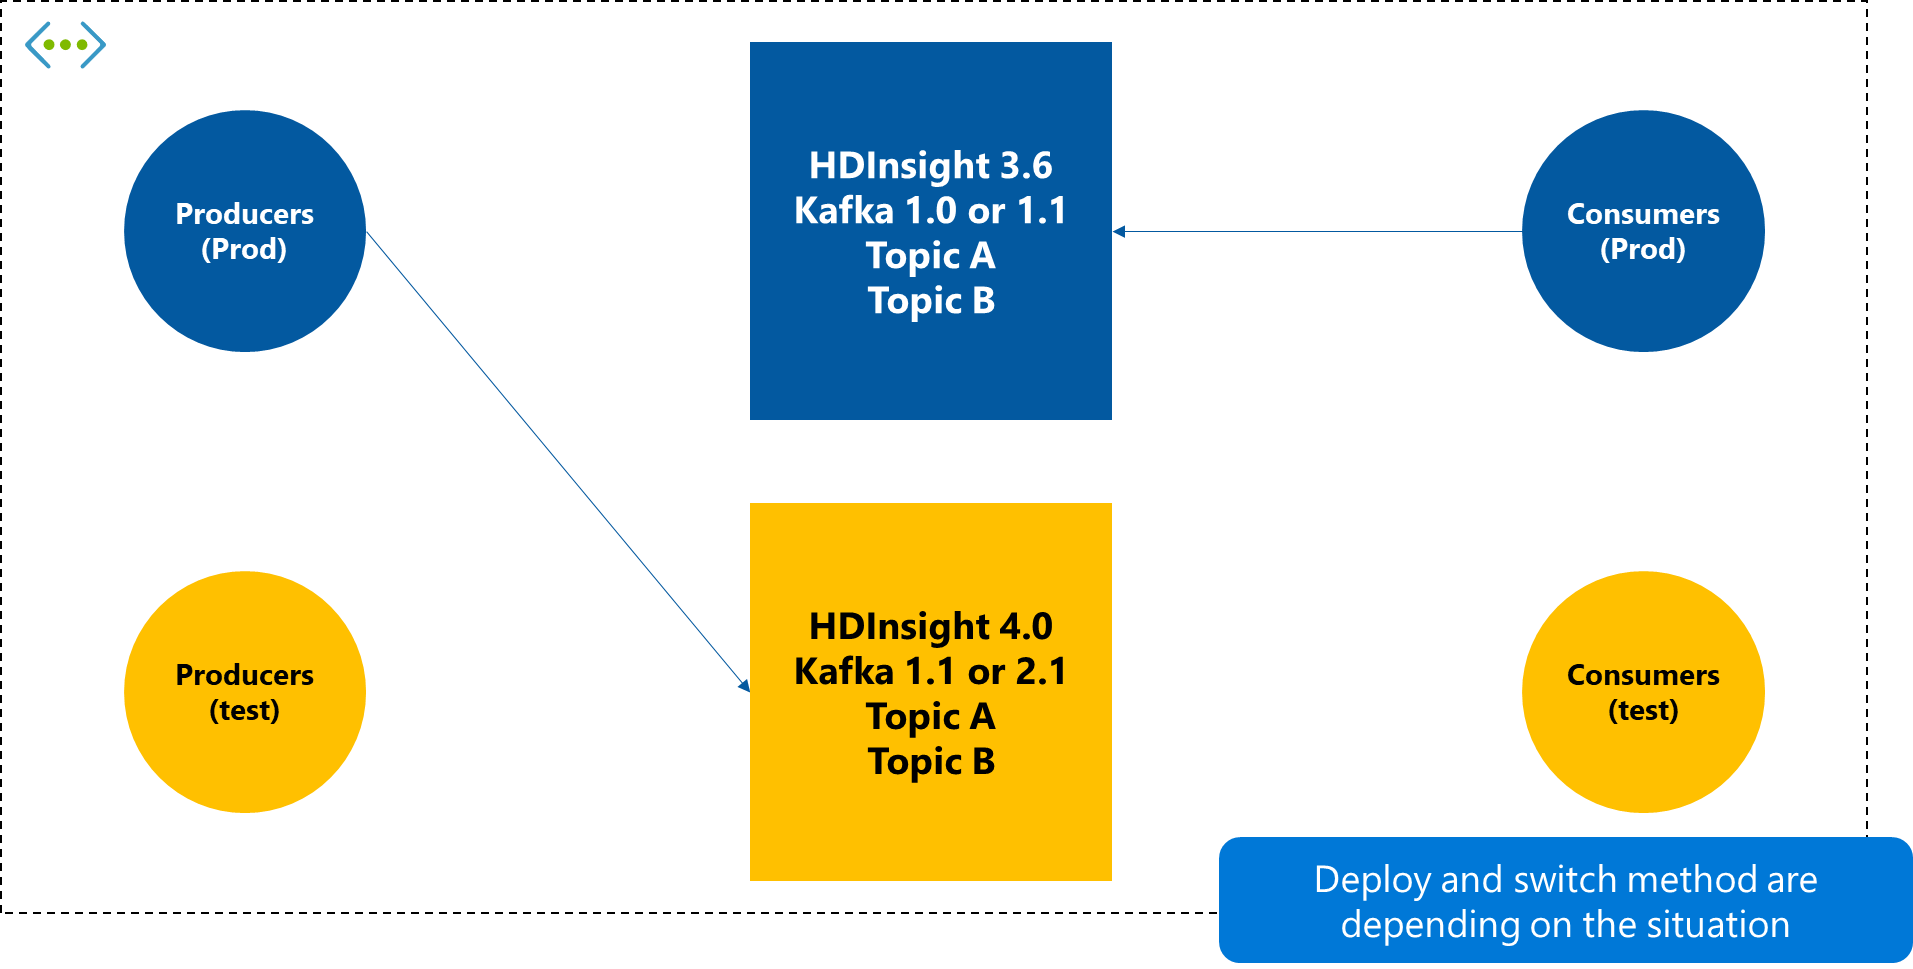 HDInsight 3.6
Kafka 1.0 or 1.1
Topic A
Topic B
Producers
(Prod)
Consumers
(Prod)
HDInsight 4.0
Kafka 1.1 or 2.1
Topic A
Topic B
Producers
(test)
Consumers
(test)
Deploy and switch method are
depending on the situation